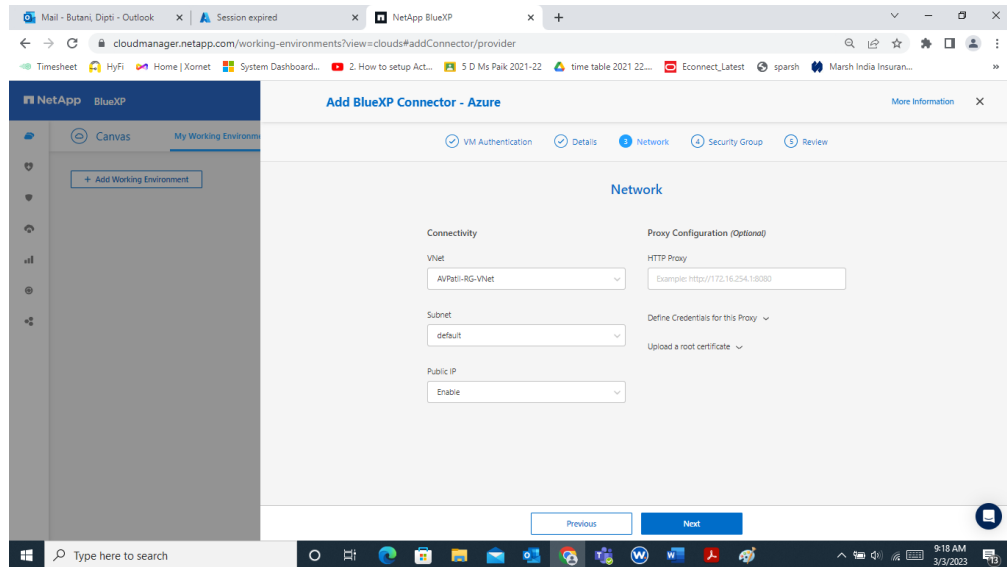 Mail - Butani, Dipti - Outlook
Session expired
NetApp BlueXP
cloudmanager.netapp.com/working-environments?view=clouds#addConnector/provider
Timesheet
HyFi
Home | Xornet
System Dashboard...
2. How to setup Act...
5 D Ms Paik 2021-22
time table 2021 22....
Econnect_Latest
sparsh
Marsh India Insuran...
NetApp BlueXP
Add BlueXP Connector - Azure
More Information
Canvas
My Working Environme
VM Authentication
Details
3 Network
4 Security Group
5 Review
+ Add Working Environment
Network
Connectivity
Proxy Configuration (Optional)
VNet
HTTP Proxy
AVPatil-RG-VNet
Example: http://172.16.254.1:8080
Subnet
Define Credentials for this Proxy
default
Upload a root certificate
Public IP
Enable
Previous
Next
Type here to search
9:18 AM
3/3/2023
13